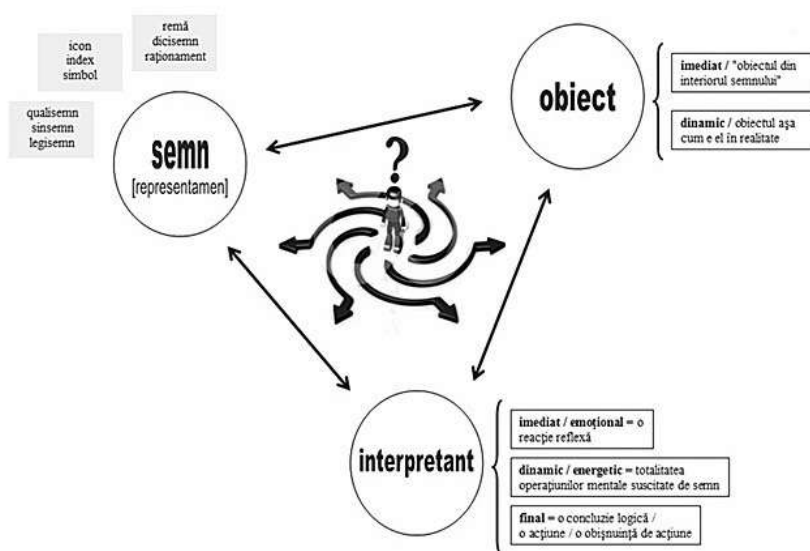 remă
dicisemn
raționament
icon
index
simbol
qualisemn
sinsemn
legisemn
semn
[representamen]
obiect
imediat / "obiectul din
interiorul semnului"
dinamic / obiectul așa
cum e el în realitate
?
interpretant
imediat / emoțional = o
reacție reflexă
dinamic / energetic = totalitatea
operațiunilor mentale suscitate de semn
final = o concluzie logică /
o acțiune / o obișnuință de acțiune